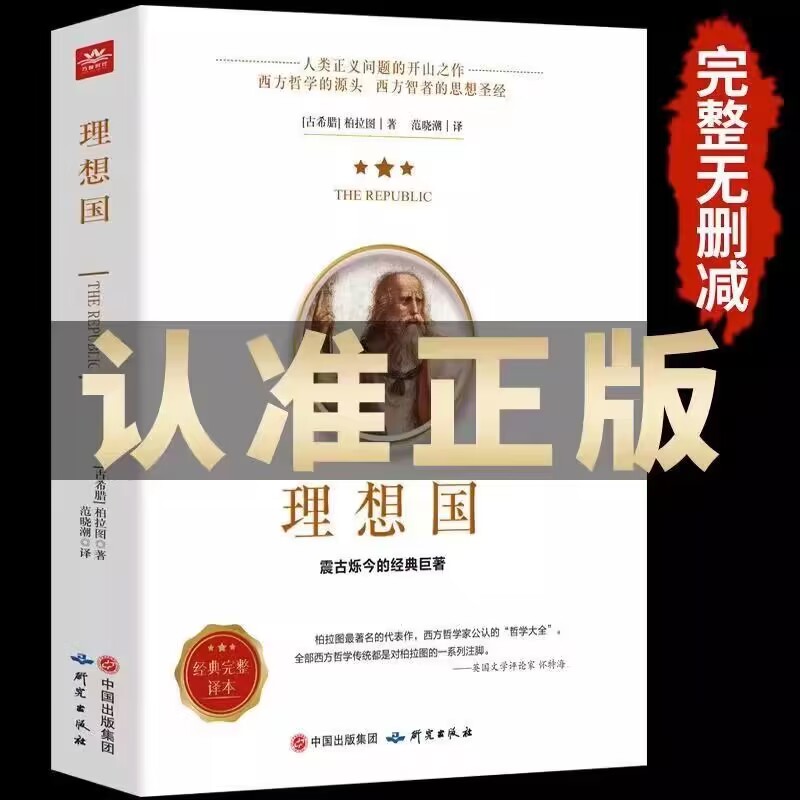 人类正义问题的开山之作
西方哲学的源头 西方智者的思想圣经
[古希腊] 柏拉图 | 著 范晓潮 | 译
THE REPUBLIC
理想国
震古烁今的经典巨著
柏拉图最著名的代表作，西方哲学家公认的“哲学大全”。
全部西方哲学传统都是对柏拉图的一系列注脚。
——英国文学评论家 怀特海
经典完整
译本
中国出版集团 研究出版社
理想国
THE REPUBLIC
[古希腊] 柏拉图◎著
范晓潮◎译
中国出版集团
研究出版社
认准正版
完整无删减